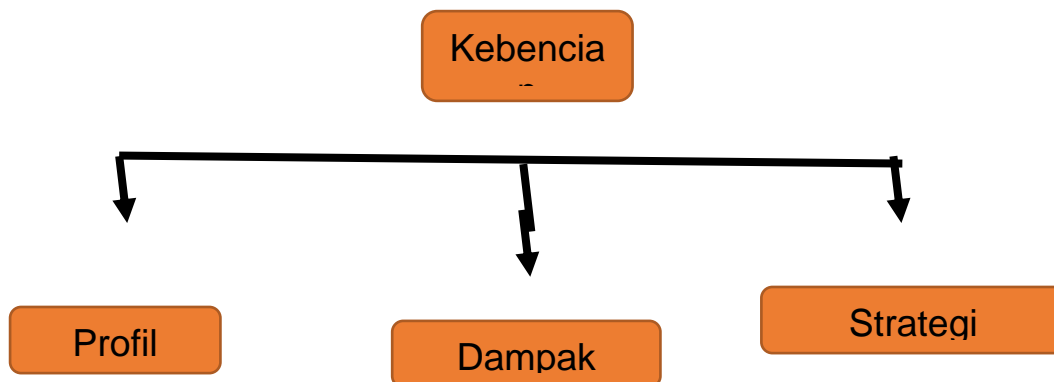 Kebencia
n
Profil
Dampak
Strategi